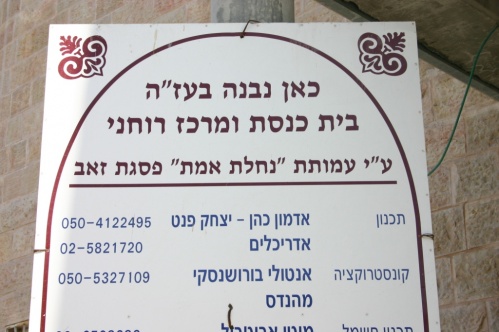 כאן נבנה בעז"ה
בית כנסת ומרכז רוחני
ע"י עמותת "נחלת אמת" פסגת זאב
תכנון אדמון כהן - יצחק פנט 050-4122495
אדריכלים 02-5821720
קונסטרוקציה אנטולי בורושנסקי 050-5327109
מהנדס